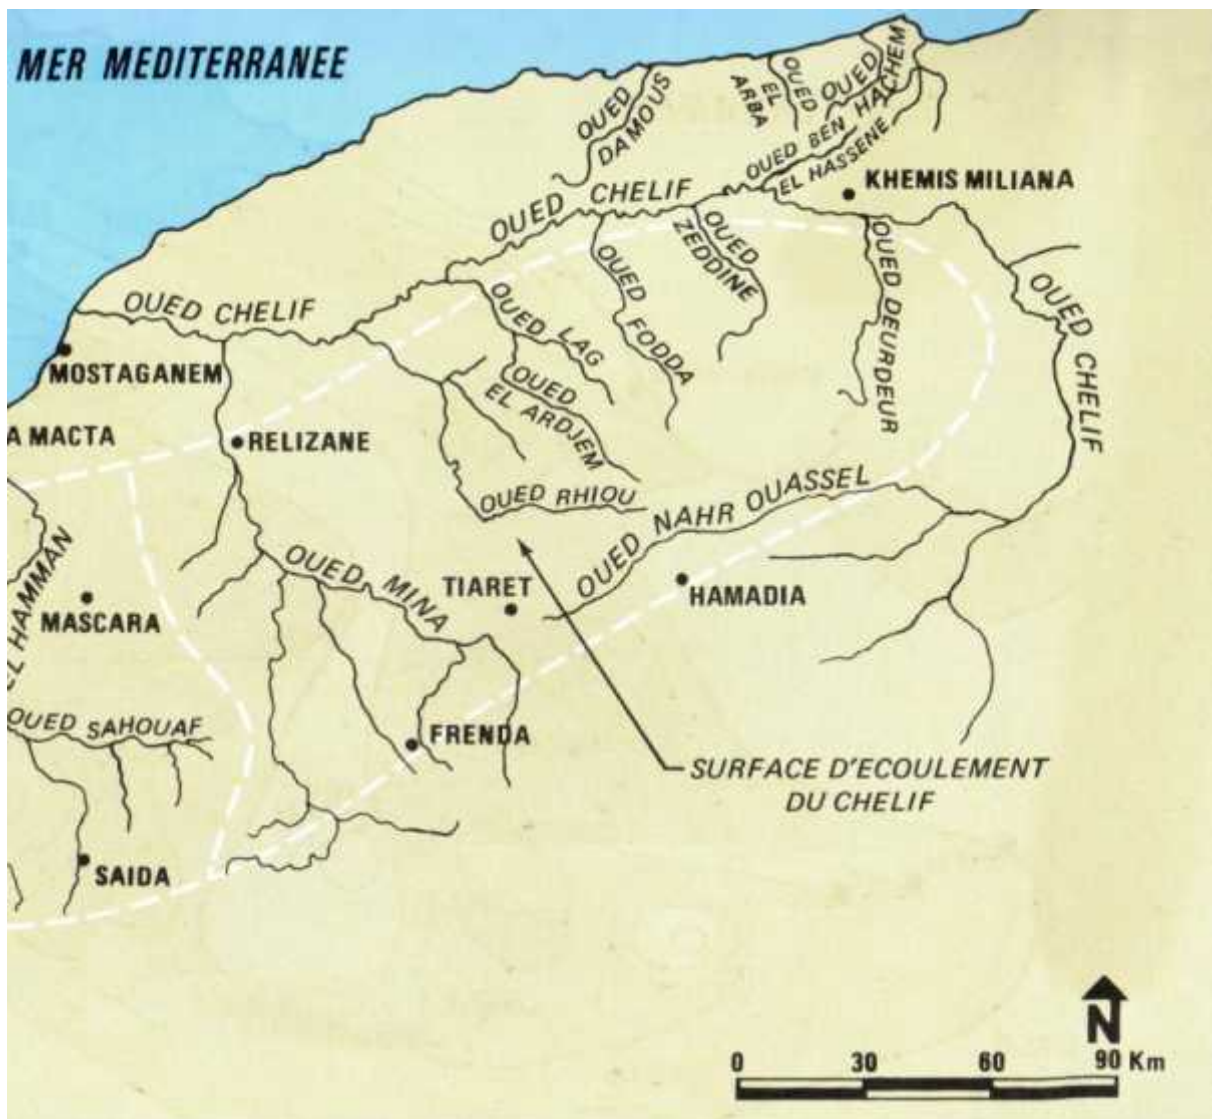 MER MEDITERRANEE
OUED
DAMOUS
OUED
EL
ARBA
OUED
HACHEM
OUED BEN
EL HASSENE
KHEMIS MILIANA
OUED CHELIF
OUED
ZEDDINE
OUED DEURDEUR
OUED CHELIF
OUED
FODDA
OUED CHELIF
OUED LAG
MOSTAGANEM
OUED
EL ARDJEM
A MACTA
RELIZANE
OUED RHIOU
OUED NAHR OUASSEL
EL HAMMAN
OUED MINA
TIARET
HAMADIA
MASCARA
OUED SAHOUAF
FRENDA
SURFACE D'ECOULEMENT
DU CHELIF
SAIDA
N
0 30 60 90 Km